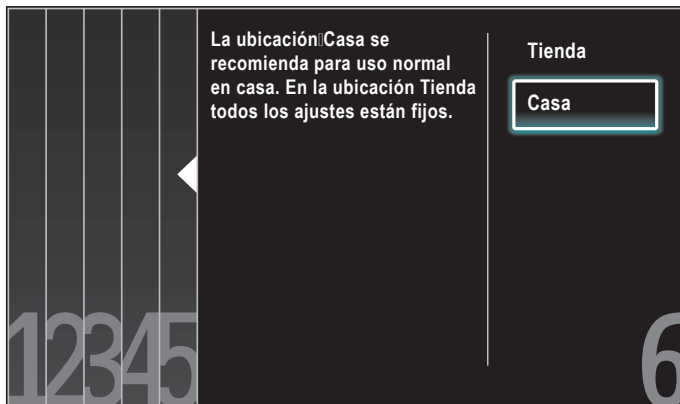 La ubicación Casa se
recomienda para uso normal
en casa. En la ubicación Tienda
todos los ajustes están fijos.
Tienda
Casa
12345
6